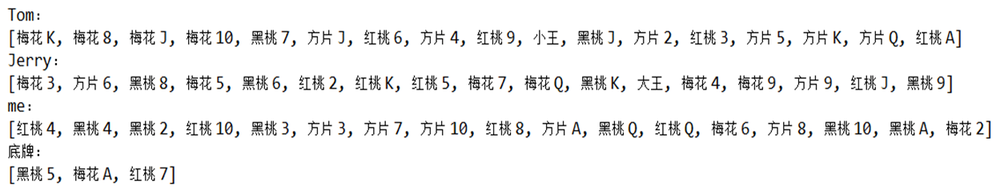 Tom：
[梅花K, 梅花8, 梅花J, 梅花10, 黑桃7, 方片J, 红桃6, 方片4, 红桃9, 小王, 黑桃J, 方片2, 红桃3, 方片5, 方片K, 方片Q, 红桃A]
Jerry：
[梅花3, 方片6, 黑桃8, 梅花5, 黑桃6, 红桃2, 红桃K, 红桃5, 梅花7, 梅花Q, 黑桃K, 大王, 梅花4, 梅花9, 方片9, 红桃J, 黑桃9]
me：
[红桃4, 黑桃4, 黑桃2, 红桃10, 黑桃3, 方片3, 方片7, 方片10, 红桃8, 方片A, 黑桃Q, 红桃Q, 梅花6, 方片8, 黑桃10, 黑桃A, 梅花2]
底牌：
[黑桃5, 梅花A, 红桃7]